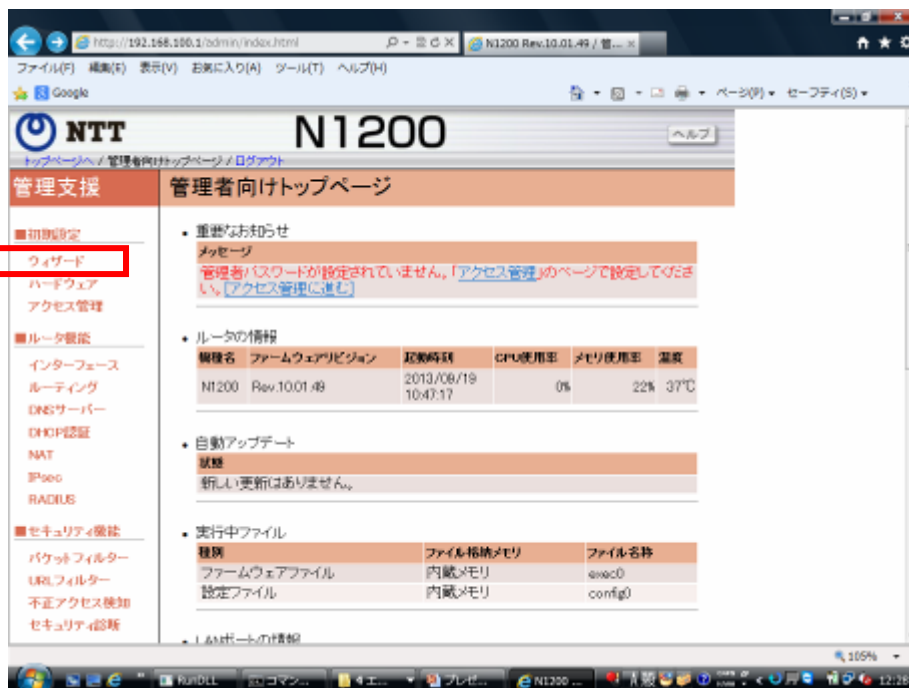 http://192.168.100.1/admin/index.html
N1200 Rev.10.01.49 / 管...
ファイル(F) 編集(E) 表示(V) お気に入り(A) ツール(T) ヘルプ(H)
Google
ページ(P) セーフティ(S)
NTT
N1200
ヘルプ
トップページへ / 管理者向けトップページ / ログアウト
管理支援
管理者向けトップページ
■初期設定
ウィザード
ハードウェア
アクセス管理
■ルータ機能
インターフェース
ルーティング
DNSサーバー
DHCP認証
NAT
IPsec
RADIUS
■セキュリティ機能
パケットフィルター
URLフィルター
不正アクセス検知
セキュリティ診断
• 重要なお知らせ
メッセージ
管理者パスワードが設定されていません。「アクセス管理」のページで設定してくださ
い。[アクセス管理に進む]
• ルータの情報
機種名 ファームウェアリビジョン 起動時刻 CPU使用率 メモリ使用率 温度
N1200 Rev.10.01.49 2013/09/19 10:47:17 0% 22% 37℃
• 自動アップデート
状態
新しい更新はありません。
• 実行中ファイル
種別 ファイル格納メモリ ファイル名称
ファームウェアファイル 内蔵メモリ exec0
設定ファイル 内蔵メモリ config0
• LANポートの情報
105%
RunDLL
コマン...
4 エ...
プレゼ...
N1200 ...
12:28